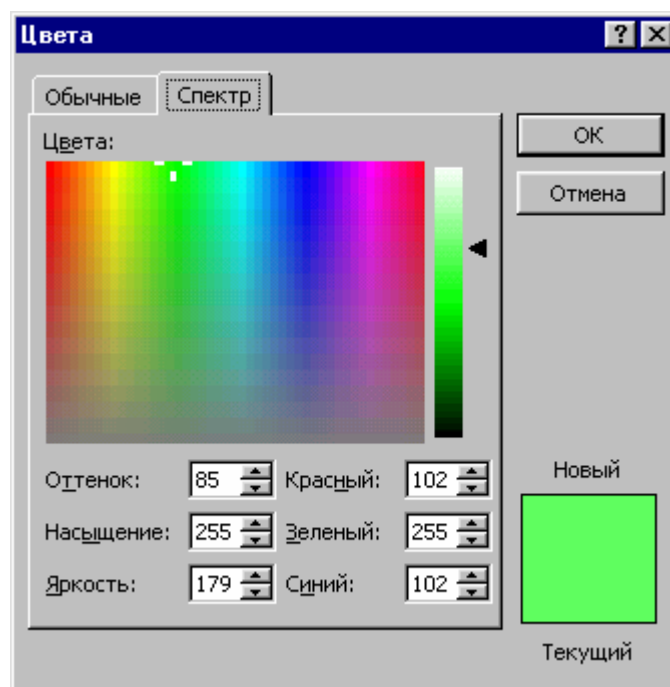 Цвета
Обычные Спектр
Цвета:
ОК
Отмена
Оттенок: 85 Красный: 102
Насыщение: 255 Зеленый: 255
Яркость: 179 Синий: 102
Новый
Текущий